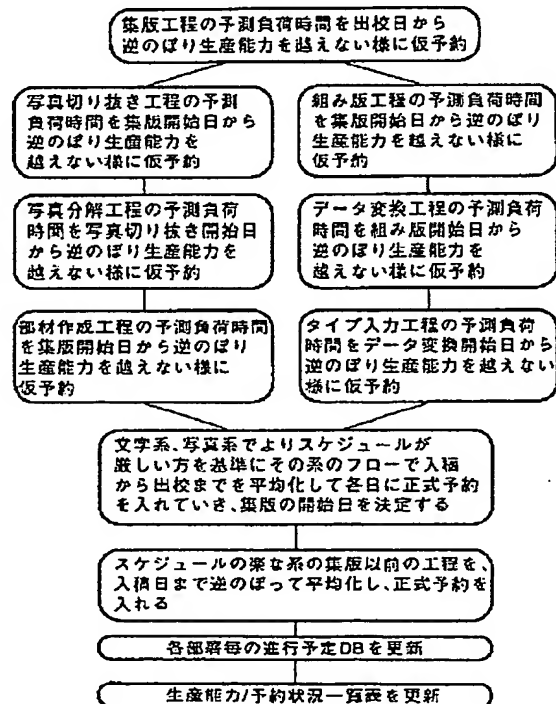 集版工程の予測負荷時間を出校日から
逆のぼり生産能力を越えない様に仮予約
写真切り抜き工程の予測
負荷時間を集版開始日から
逆のぼり生産能力を
越えない様に仮予約
組み版工程の予測負荷時間
を集版開始日から逆のぼり
生産能力を越えない様に
仮予約
写真分解工程の予測負荷
時間を写真切り抜き開始日
から逆のぼり生産能力を
越えない様に仮予約
データ変換工程の予測負荷
時間を組み版開始日から
逆のぼり生産能力を
越えない様に仮予約
部材作成工程の予測負荷時間
を集版開始日から逆のぼり
生産能力を越えない様に
仮予約
タイプ入力工程の予測負荷
時間をデータ変換開始日から
逆のぼり生産能力を越えない
様に仮予約
文字系、写真系でよりスケジュールが
厳しい方を基準にその系のフローで入稿
から出校までを平均化して各日に正式予約
を入れていき、集版の開始日を決定する
スケジュールの楽な系の集版以前の工程を、
入稿日まで逆のぼって平均化し、正式予約を
入れる
各部署毎の進行予定DBを更新
生産能力/予約状況一覧表を更新